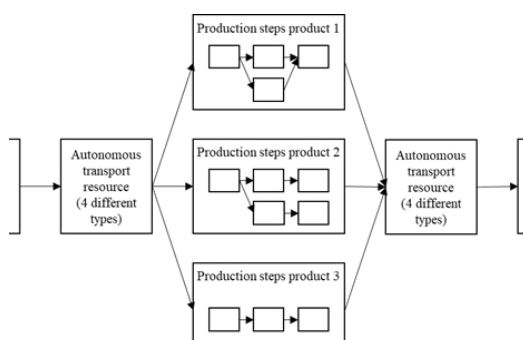 Production steps product 1
Autonomous
transport
resource
(4 different
types)
Production steps product 2
Autonomous
transport
resource
(4 different
types)
Production steps product 3